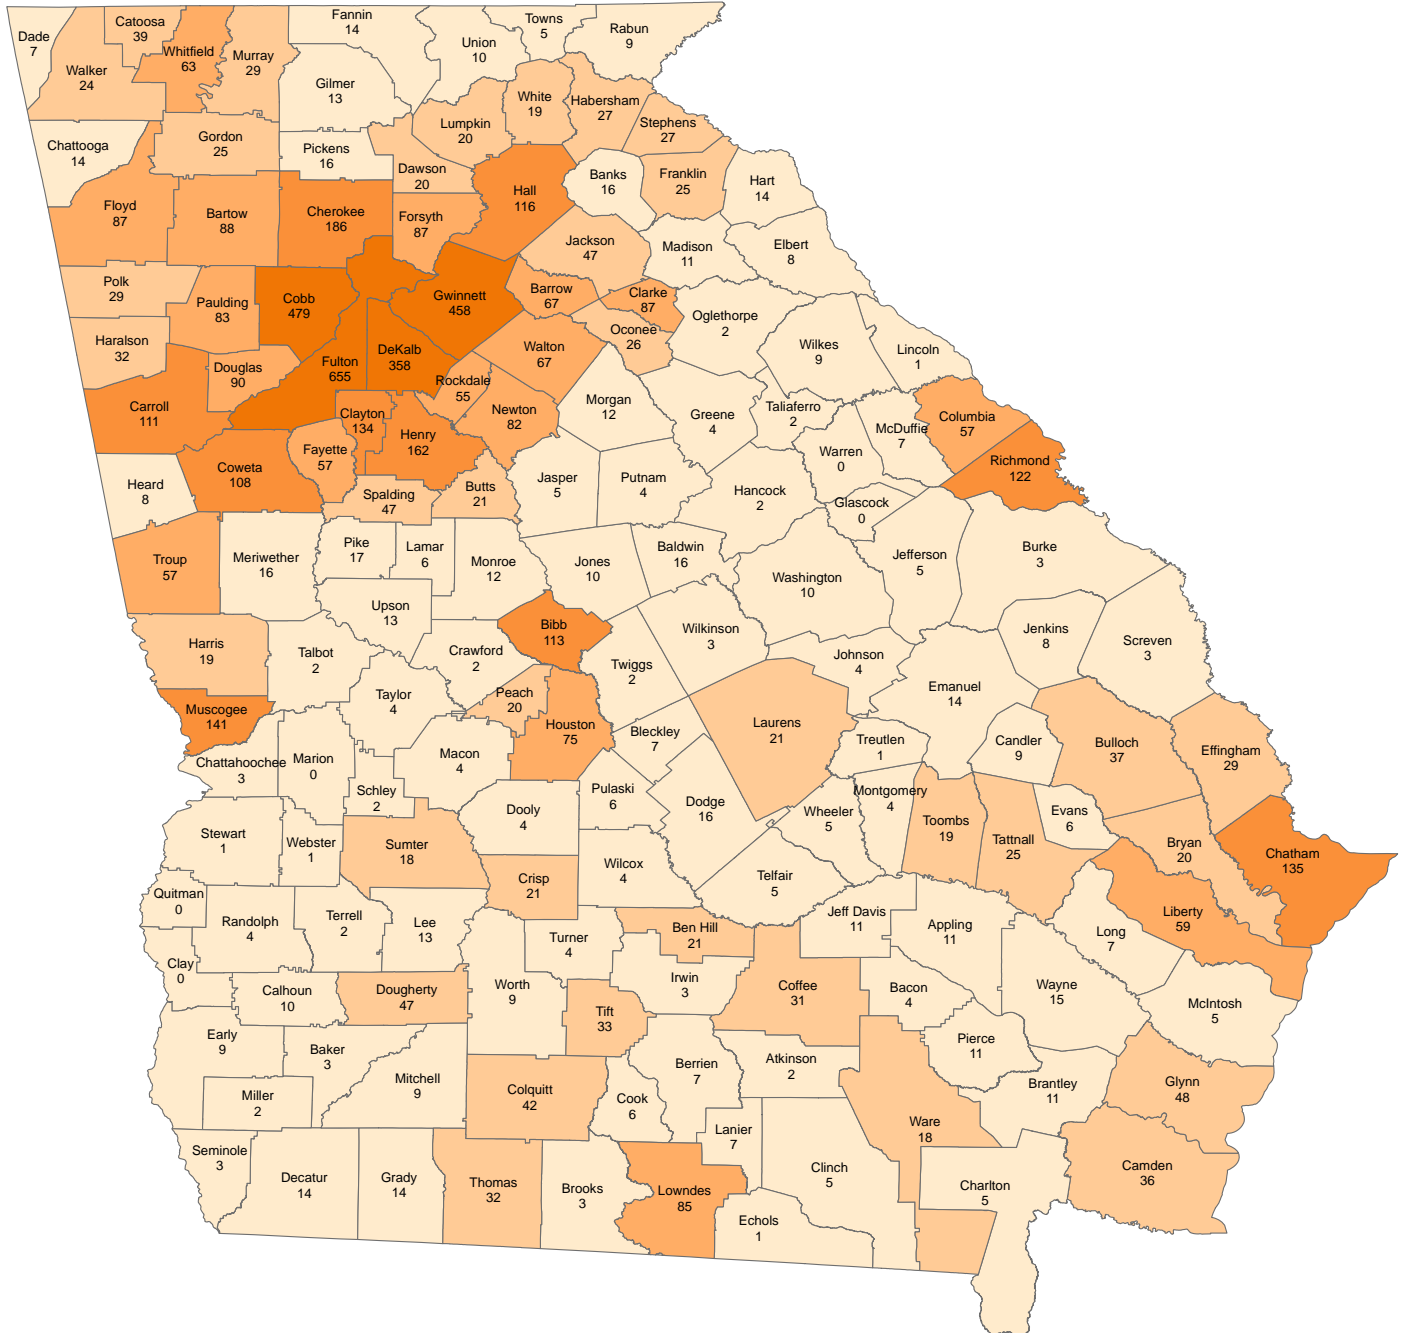 Dade
7
Catoosa
39
Walker
24
Whitfield
63
Murray
29
Fannin
14
Gilmer
13
Union
10
Towns
5
Rabun
9
White
19
Habersham
27
Stephens
27
Lumpkin
20
Chattooga
14
Gordon
25
Pickens
16
Dawson
20
Hall
116
Banks
16
Franklin
25
Hart
14
Floyd
87
Bartow
88
Cherokee
186
Forsyth
87
Jackson
47
Madison
11
Elbert
8
Polk
29
Paulding
83
Cobb
479
Gwinnett
458
Barrow
67
Clarke
87
Oconee
26
Oglethorpe
2
Wilkes
9
Lincoln
1
Haralson
32
Douglas
90
Fulton
655
DeKalb
358
Rockdale
55
Walton
67
Morgan
12
Greene
4
Taliaferro
2
McDuffie
7
Columbia
57
Richmond
122
Carroll
111
Clayton
134
Henry
162
Newton
82
Fayette
57
Coweta
108
Heard
8
Spalding
47
Butts
21
Jasper
5
Putnam
4
Hancock
2
Warren
0
Glascock
0
Troup
57
Meriwether
16
Pike
17
Lamar
6
Monroe
12
Jones
10
Baldwin
16
Washington
10
Jefferson
5
Burke
3
Upson
13
Harris
19
Talbot
2
Crawford
2
Bibb
113
Twiggs
2
Wilkinson
3
Johnson
4
Jenkins
8
Screven
3
Emanuel
14
Muscogee
141
Taylor
4
Peach
20
Houston
75
Bleckley
7
Laurens
21
Treutlen
1
Candler
9
Bulloch
37
Effingham
29
Chattahoochee
3
Marion
0
Macon
4
Schley
2
Dooly
4
Pulaski
6
Dodge
16
Wheeler
5
Montgomery
4
Toombs
19
Tattnall
25
Evans
6
Bryan
20
Chatham
135
Stewart
1
Webster
1
Sumter
18
Crisp
21
Wilcox
4
Telfair
5
Quitman
0
Randolph
4
Terrell
2
Lee
13
Turner
4
Ben Hill
21
Jeff Davis
11
Appling
11
Long
7
Liberty
59
Clay
0
Calhoun
10
Dougherty
47
Worth
9
Tift
33
Irwin
3
Coffee
31
Bacon
4
Wayne
15
McIntosh
5
Early
9
Baker
3
Miller
2
Mitchell
9
Colquitt
42
Cook
6
Berrien
7
Atkinson
2
Pierce
11
Brantley
11
Glynn
48
Ware
18
Lanier
7
Clinch
5
Camden
36
Charlton
5
Seminole
3
Decatur
14
Grady
14
Thomas
32
Brooks
3
Lowndes
85
Echols
1